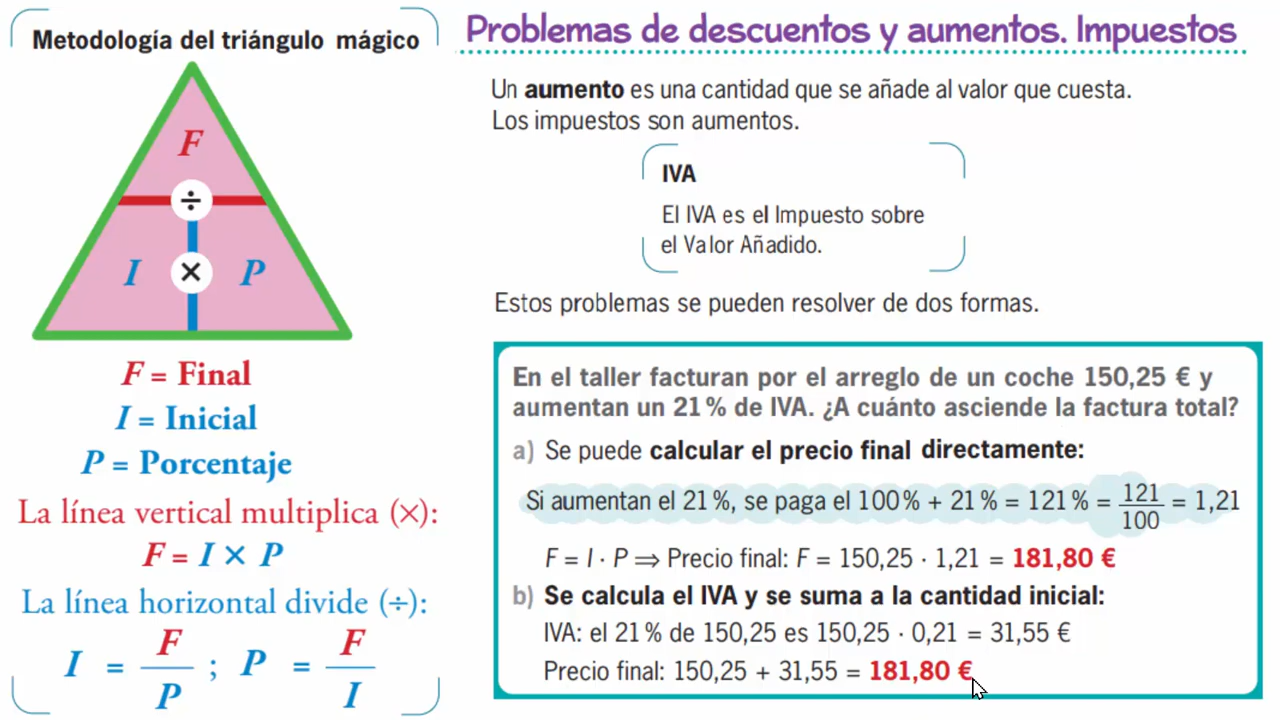 Metodología del triángulo mágico
F
÷
I × P
F = Final
I = Inicial
P = Porcentaje
La línea vertical multiplica (×):
F = I × P
La línea horizontal divide (÷):
I = F/P ; P = F/I
Problemas de descuentos y aumentos. Impuestos
Un aumento es una cantidad que se añade al valor que cuesta.
Los impuestos son aumentos.
IVA
El IVA es el Impuesto sobre
el Valor Añadido.
Estos problemas se pueden resolver de dos formas.
En el taller facturan por el arreglo de un coche 150,25 € y
aumentan un 21 % de IVA. ¿A cuánto asciende la factura total?
a) Se puede calcular el precio final directamente:
Si aumentan el 21 %, se paga el 100 % + 21 % = 121 % = 121/100 = 1,21
F = I · P ⇒ Precio final: F = 150,25 · 1,21 = 181,80 €
b) Se calcula el IVA y se suma a la cantidad inicial:
IVA: el 21 % de 150,25 es 150,25 · 0,21 = 31,55 €
Precio final: 150,25 + 31,55 = 181,80 €